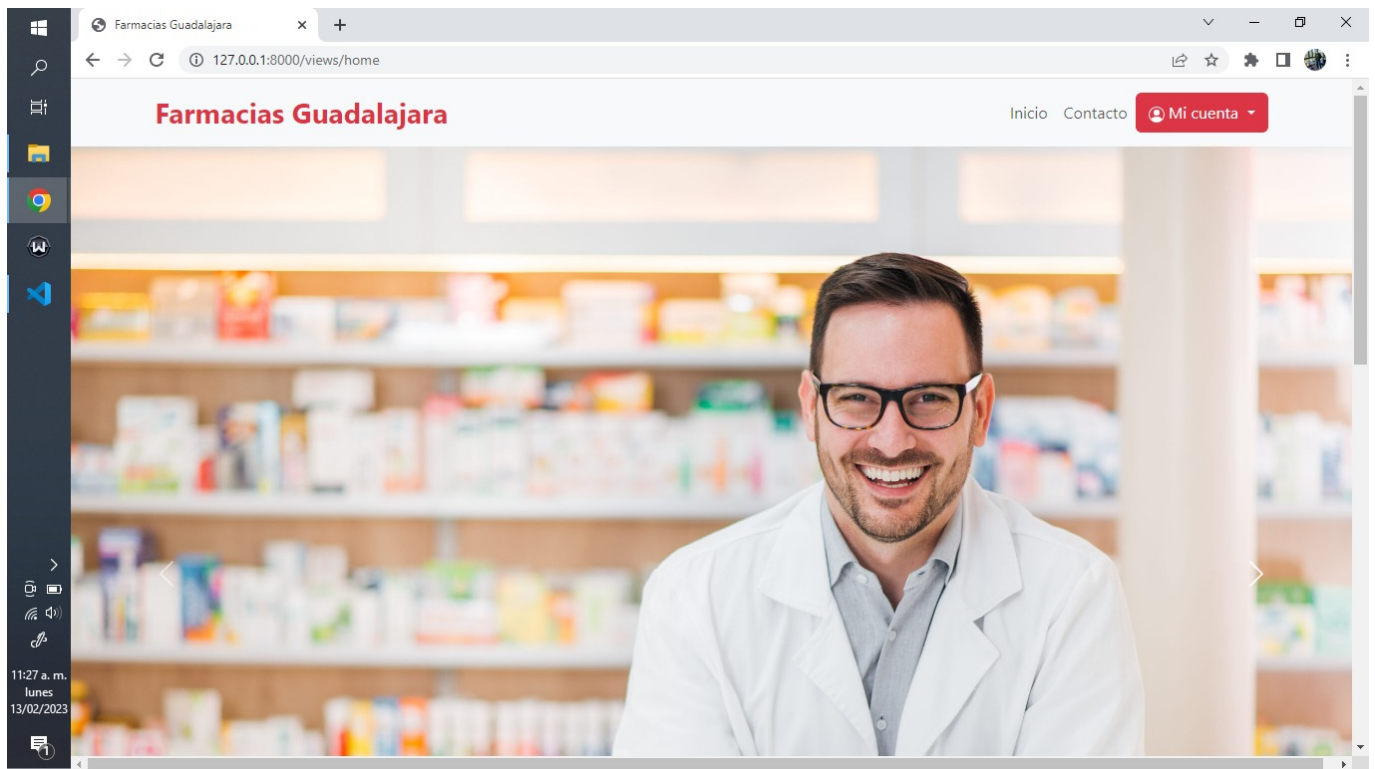 Farmacias Guadalajara
127.0.0.1:8000/views/home
Farmacias Guadalajara
Inicio Contacto Mi cuenta
11:27 a. m.
lunes
13/02/2023
1